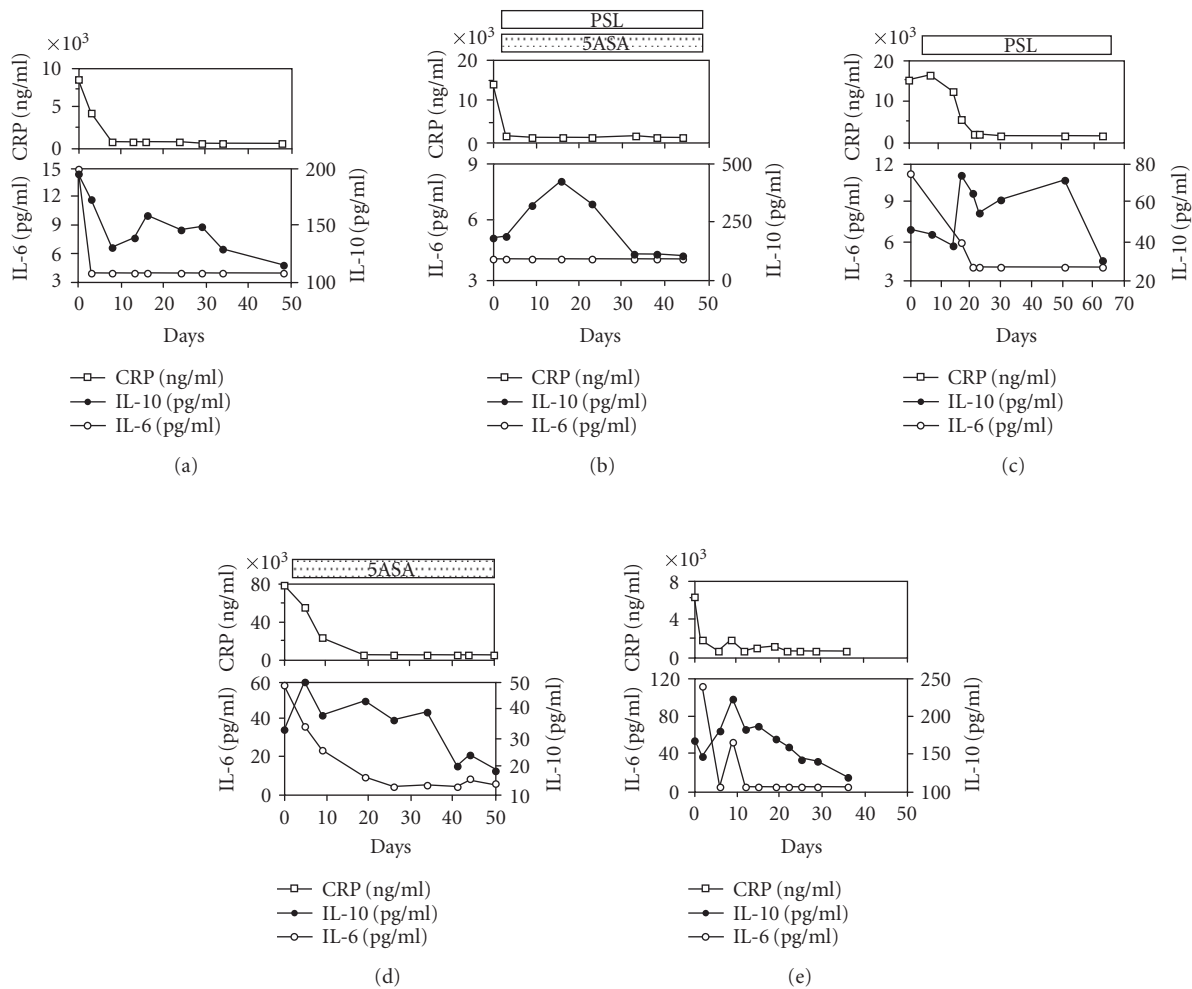 ×10³
10
5
0
CRP (ng/ml)
15
12
9
6
3
IL-6 (pg/ml)
200
150
100
IL-10 (pg/ml)
0 10 20 30 40 50
Days
CRP (ng/ml)
IL-10 (pg/ml)
IL-6 (pg/ml)
(a)
PSL
5ASA
×10³
20
10
0
CRP (ng/ml)
9
6
3
IL-6 (pg/ml)
500
250
0
IL-10 (pg/ml)
0 10 20 30 40 50
Days
CRP (ng/ml)
IL-10 (pg/ml)
IL-6 (pg/ml)
(b)
PSL
×10³
20
10
0
CRP (ng/ml)
12
9
6
3
IL-6 (pg/ml)
80
60
40
20
IL-10 (pg/ml)
0 10 20 30 40 50 60 70
Days
CRP (ng/ml)
IL-10 (pg/ml)
IL-6 (pg/ml)
(c)
5ASA
×10³
80
40
0
CRP (ng/ml)
60
40
20
0
IL-6 (pg/ml)
50
40
30
20
10
IL-10 (pg/ml)
0 10 20 30 40 50
Days
CRP (ng/ml)
IL-10 (pg/ml)
IL-6 (pg/ml)
(d)
×10³
8
4
0
CRP (ng/ml)
120
80
40
0
IL-6 (pg/ml)
250
200
150
100
IL-10 (pg/ml)
0 10 20 30 40 50
Days
CRP (ng/ml)
IL-10 (pg/ml)
IL-6 (pg/ml)
(e)